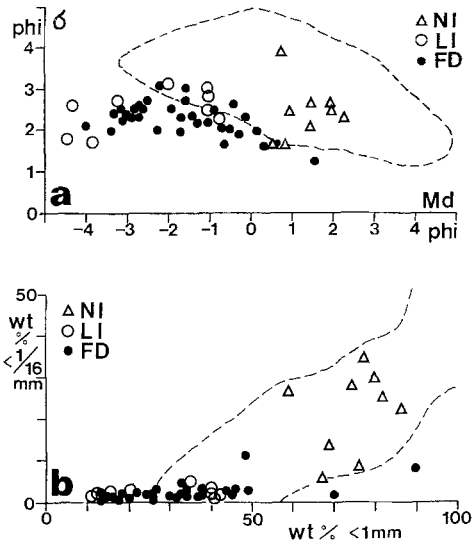 phi б
△ NI
○ LI
● FD
4
3
2
1
0
a
Md
−4 −3 −2 −1 0 1 2 3 4 phi
50
wt
%
<1/16
mm
△ NI
○ LI
● FD
b
0
0 50 100
wt % <1mm